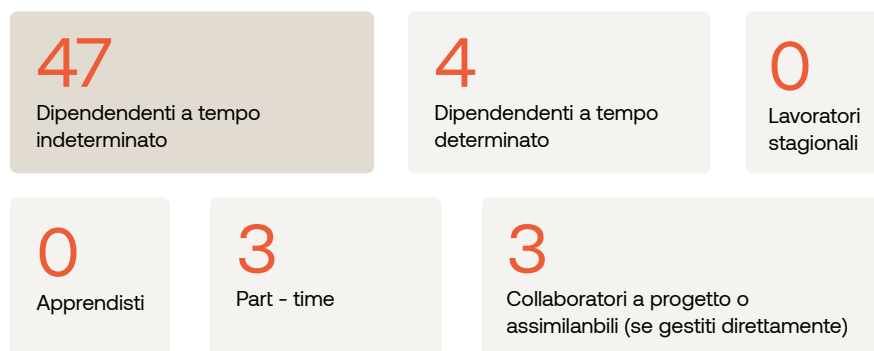 47
Dipendendenti a tempo
indeterminato
4
Dipendendenti a tempo
determinato
0
Lavoratori
stagionali
0
Apprendisti
3
Part - time
3
Collaboratori a progetto o
assimilanbili (se gestiti direttamente)